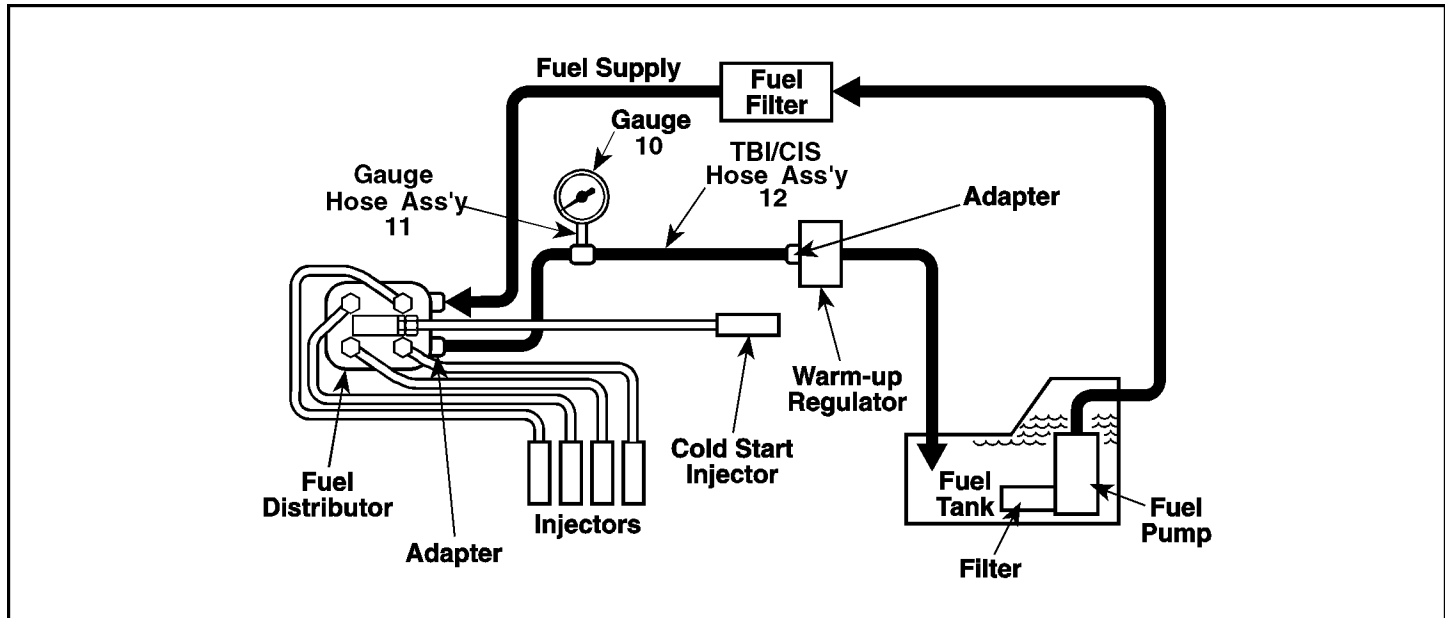 Fuel Supply
Fuel
Filter
Gauge
10
TBI/CIS
Hose Ass'y
12
Gauge
Hose Ass'y
11
Adapter
Warm-up
Regulator
Cold Start
Injector
Fuel
Distributor
Adapter
Injectors
Fuel
Tank
Fuel
Pump
Filter